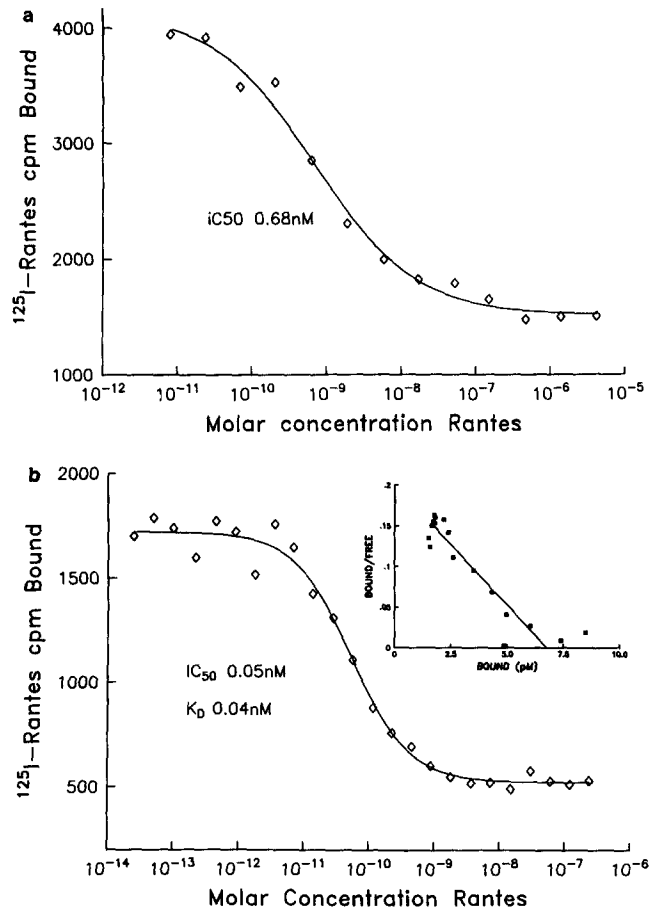 a
4000
3000
2000
1000
¹²⁵I–Rantes cpm Bound
iC50 0.68nM
10⁻¹² 10⁻¹¹ 10⁻¹⁰ 10⁻⁹ 10⁻⁸ 10⁻⁷ 10⁻⁶ 10⁻⁵
Molar concentration Rantes
b
2000
1500
1000
500
¹²⁵I–Rantes cpm Bound
.2
.15
.1
.05
0
BOUND/FREE
0 2.5 5.0 7.5 10.0
BOUND (pM)
IC₅₀ 0.05nM
K_D 0.04nM
10⁻¹⁴ 10⁻¹³ 10⁻¹² 10⁻¹¹ 10⁻¹⁰ 10⁻⁹ 10⁻⁸ 10⁻⁷ 10⁻⁶
Molar Concentration Rantes